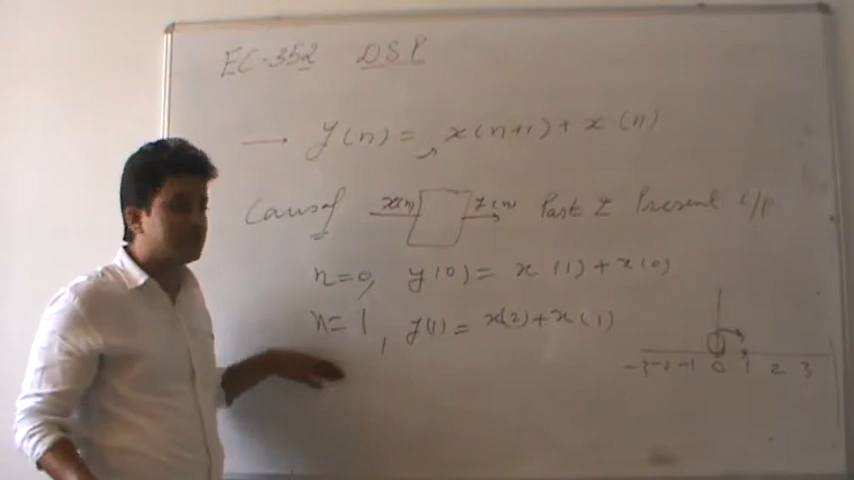 EC-352 DSP
→ y(n) = x(n+1) + x(n)
Causal x(n) y(n) Past & Present i/p
n=0, y(0) = x(1) + x(0)
n=1, y(1) = x(2) + x(1)
-3 -2 -1 0 1 2 3